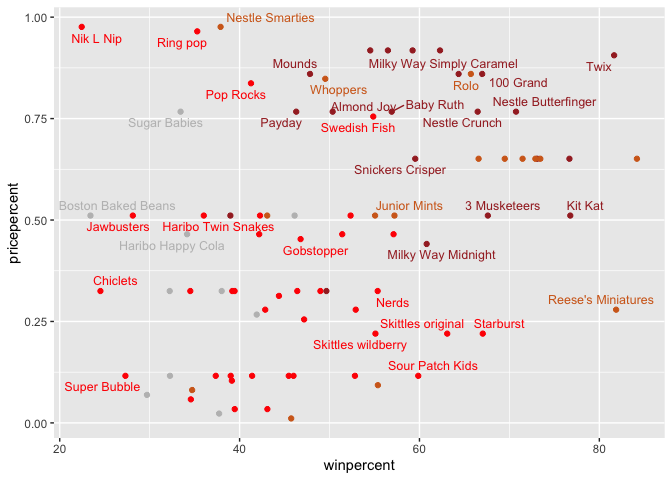 1.00
Nestle Smarties
Nik L Nip
Ring pop
Mounds
Milky Way Simply Caramel
Twix
Whoppers
Rolo
100 Grand
Pop Rocks
Almond Joy
Baby Ruth
Nestle Butterfinger
0.75
Sugar Babies
Payday
Swedish Fish
Nestle Crunch
Snickers Crisper
pricepercent
Boston Baked Beans
Junior Mints
3 Musketeers
Kit Kat
0.50
Jawbusters
Haribo Twin Snakes
Haribo Happy Cola
Gobstopper
Milky Way Midnight
Chiclets
Nerds
Reese's Miniatures
0.25
Skittles original
Starburst
Skittles wildberry
Sour Patch Kids
Super Bubble
0.00
20
40
60
80
winpercent